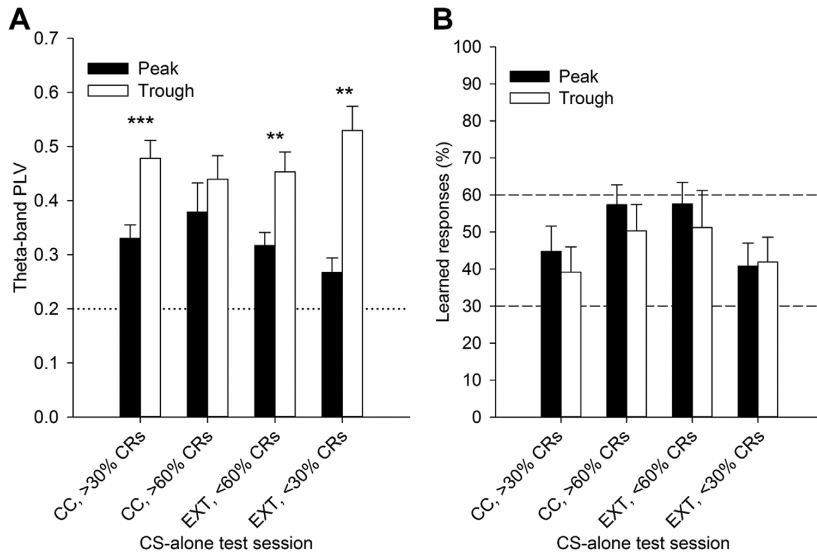 A
0.7
0.6
0.5
0.4
0.3
0.2
0.2
0.0
Theta-band PLV
Peak
Trough
***
**
**
CC, >30% CRs
CC, >60% CRs
EXT, <60% CRs
EXT, <30% CRs
CS-alone test session
B
100
90
80
70
60
50
40
30
20
10
0
Learned responses (%)
Peak
Trough
CC, >30% CRs
CC, >60% CRs
EXT, <60% CRs
EXT, <30% CRs
CS-alone test session